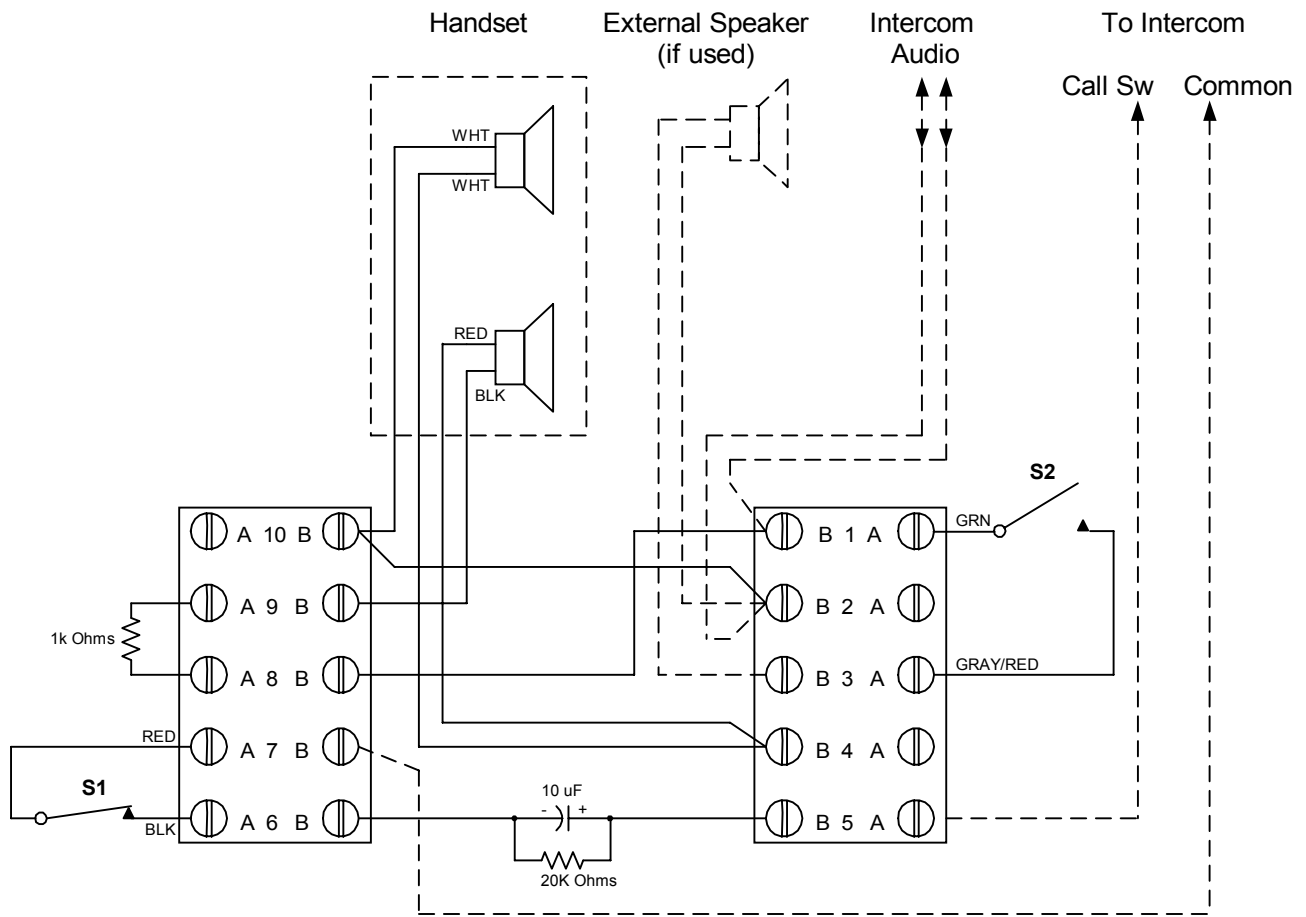 Handset
External Speaker
(if used)
Intercom
Audio
To Intercom
Call Sw
Common
WHT
WHT
RED
BLK
S2
A 10 B
B 1 A
GRN
A 9 B
B 2 A
1k Ohms
A 8 B
B 3 A
GRAY/RED
RED
A 7 B
B 4 A
S1
BLK
A 6 B
10 uF
- +
B 5 A
20K Ohms